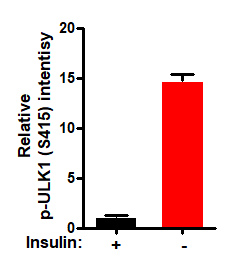 Relative
p-ULK1 (S415) intentisy
20
15
10
5
0
Insulin: + -